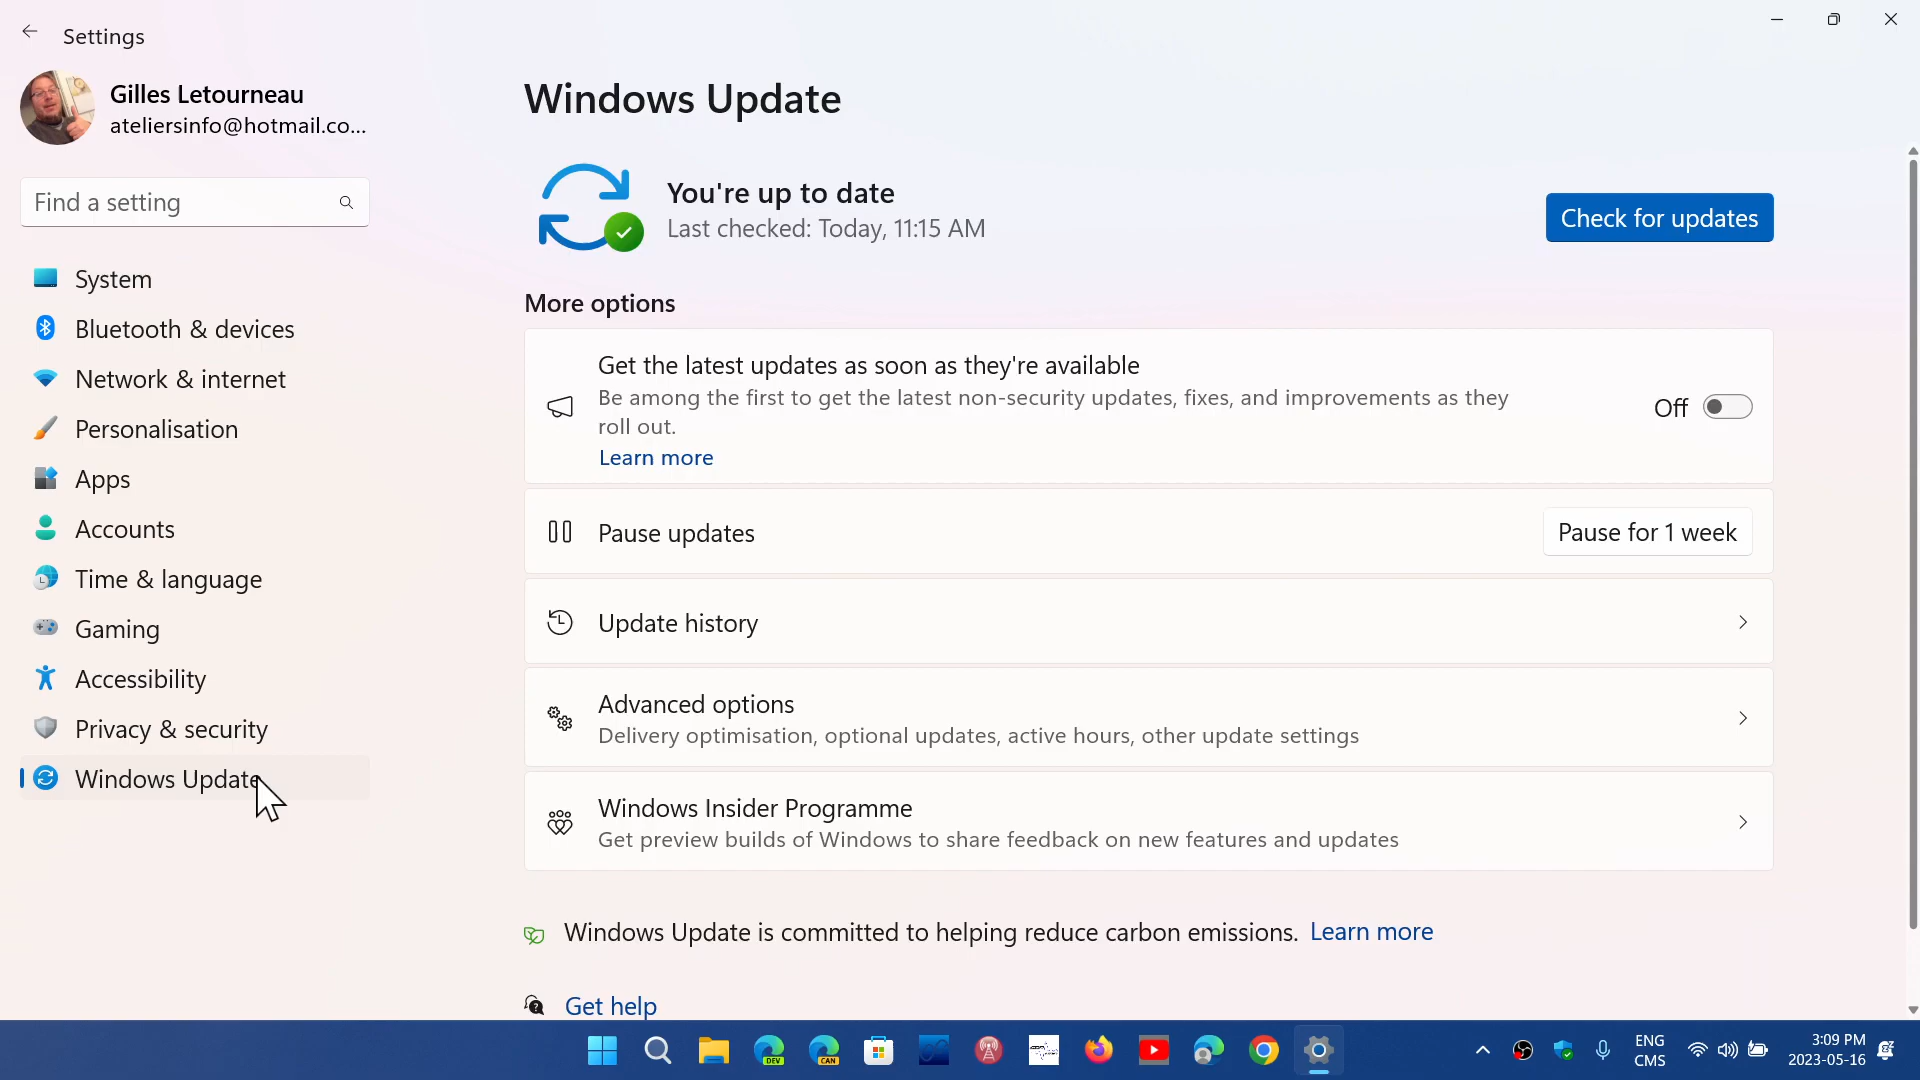 Settings
Gilles Letourneau
ateliersinfo@hotmail.co...
Find a setting
System
Bluetooth & devices
Network & internet
Personalisation
Apps
Accounts
Time & language
Gaming
Accessibility
Privacy & security
Windows Update
Windows Update
You're up to date
Last checked: Today, 11:15 AM
Check for updates
More options
Get the latest updates as soon as they're available
Be among the first to get the latest non-security updates, fixes, and improvements as they
roll out.
Learn more
Off
Pause updates
Pause for 1 week
Update history
Advanced options
Delivery optimisation, optional updates, active hours, other update settings
Windows Insider Programme
Get preview builds of Windows to share feedback on new features and updates
Windows Update is committed to helping reduce carbon emissions. Learn more
Get help
DEV
CAN
ENG
CMS
3:09 PM
2023-05-16